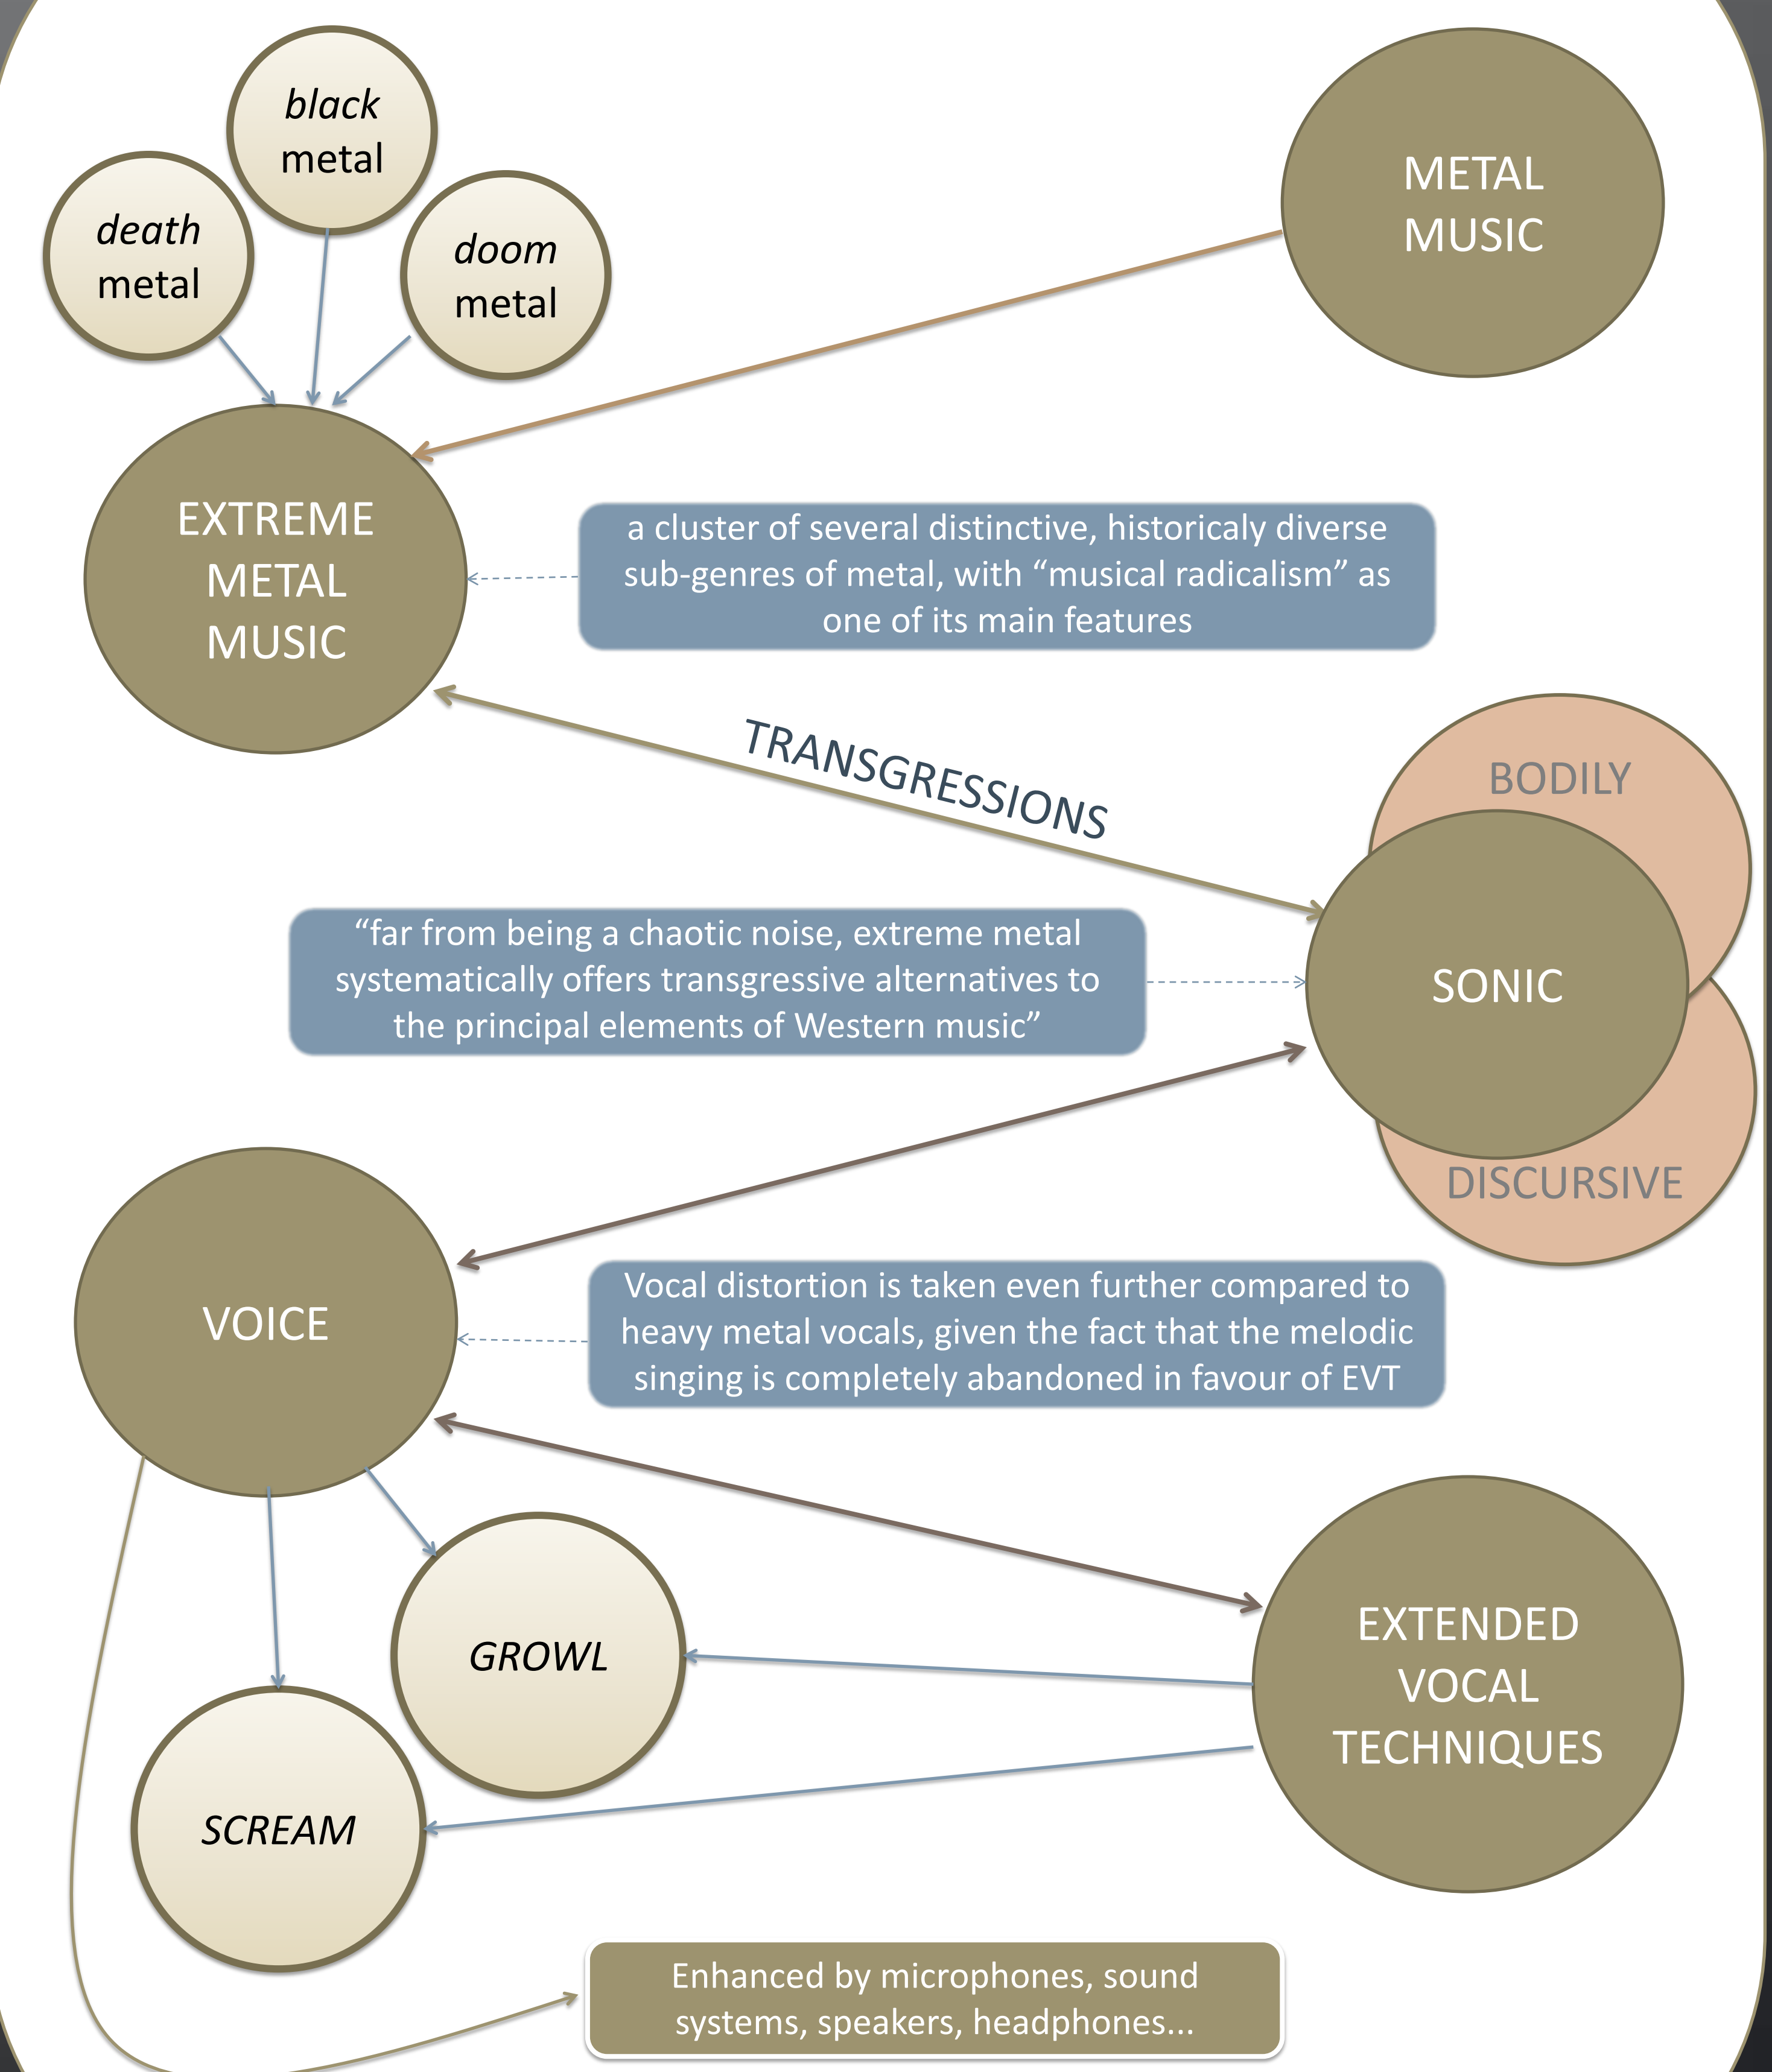 black
metal
death
metal
doom
metal
METAL
MUSIC
EXTREME
METAL
MUSIC
a cluster of several distinctive, historicaly diverse
sub-genres of metal, with “musical radicalism” as
one of its main features
TRANSGRESSIONS
BODILY
SONIC
DISCURSIVE
“far from being a chaotic noise, extreme metal
systematically offers transgressive alternatives to
the principal elements of Western music”
VOICE
Vocal distortion is taken even further compared to
heavy metal vocals, given the fact that the melodic
singing is completely abandoned in favour of EVT
EXTENDED
VOCAL
TECHNIQUES
GROWL
SCREAM
Enhanced by microphones, sound
systems, speakers, headphones...